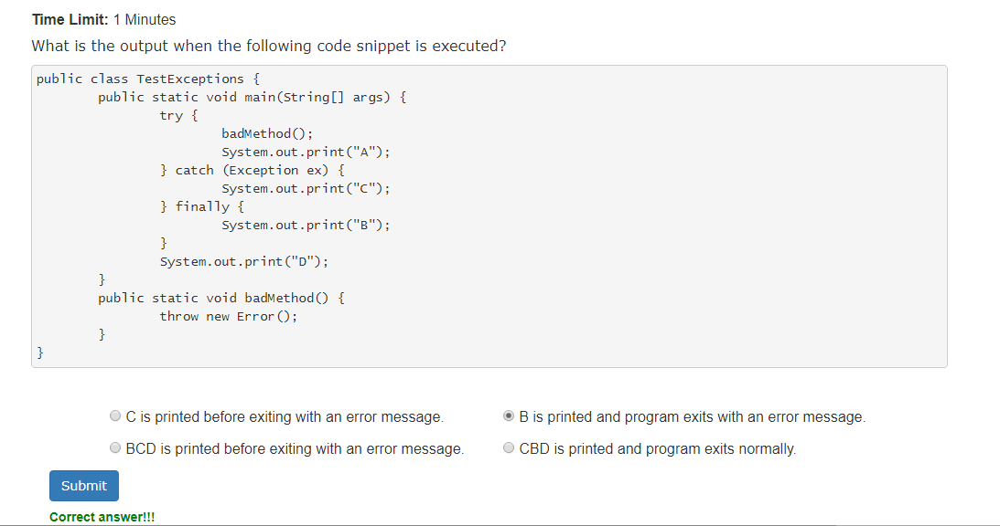 Time Limit: 1 Minutes
What is the output when the following code snippet is executed?
public class TestExceptions {
        public static void main(String[] args) {
                try {
                        badMethod();
                        System.out.print("A");
                } catch (Exception ex) {
                        System.out.print("C");
                } finally {
                        System.out.print("B");
                }
                System.out.print("D");
        }
        public static void badMethod() {
                throw new Error();
        }
}
C is printed before exiting with an error message.
B is printed and program exits with an error message.
BCD is printed before exiting with an error message.
CBD is printed and program exits normally.
Submit
Correct answer!!!